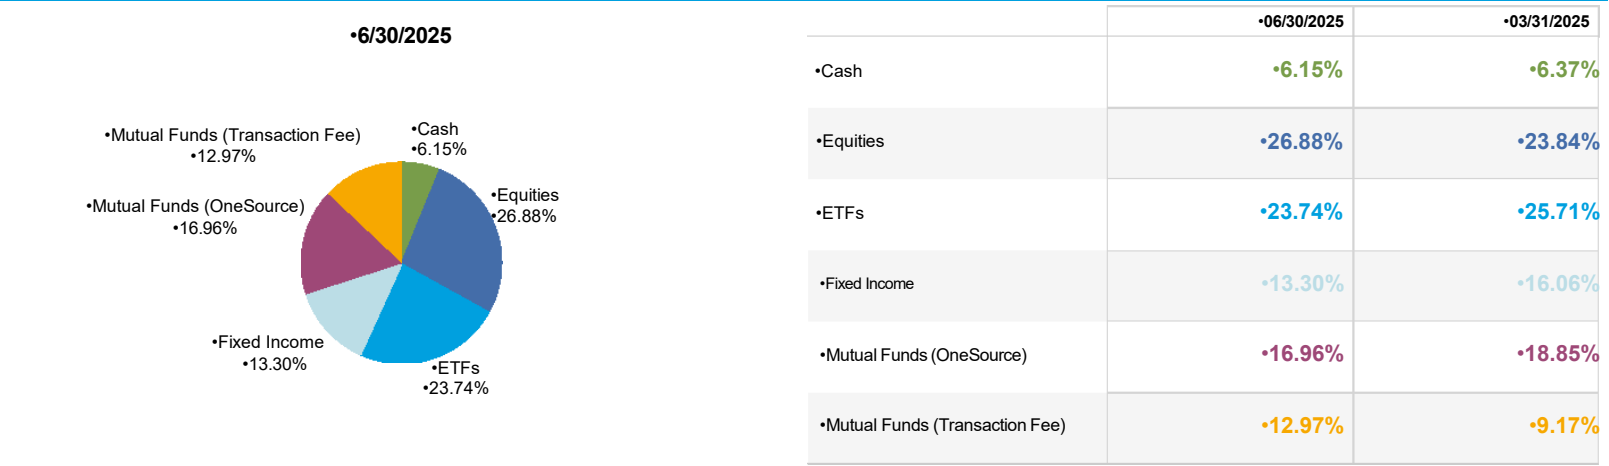 •6/30/2025
•Mutual Funds (Transaction Fee)
•12.97%
•Cash
•6.15%
•Equities
•26.88%
•Mutual Funds (OneSource)
•16.96%
•Fixed Income
•13.30%
•ETFs
•23.74%
•06/30/2025 •03/31/2025
•Cash •6.15% •6.37%
•Equities •26.88% •23.84%
•ETFs •23.74% •25.71%
•Fixed Income •13.30% •16.06%
•Mutual Funds (OneSource) •16.96% •18.85%
•Mutual Funds (Transaction Fee) •12.97% •9.17%